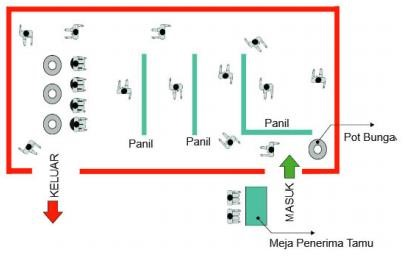 Panil
Panil
Panil
Pot Bunga
KELUAR
MASUK
Meja Penerima Tamu